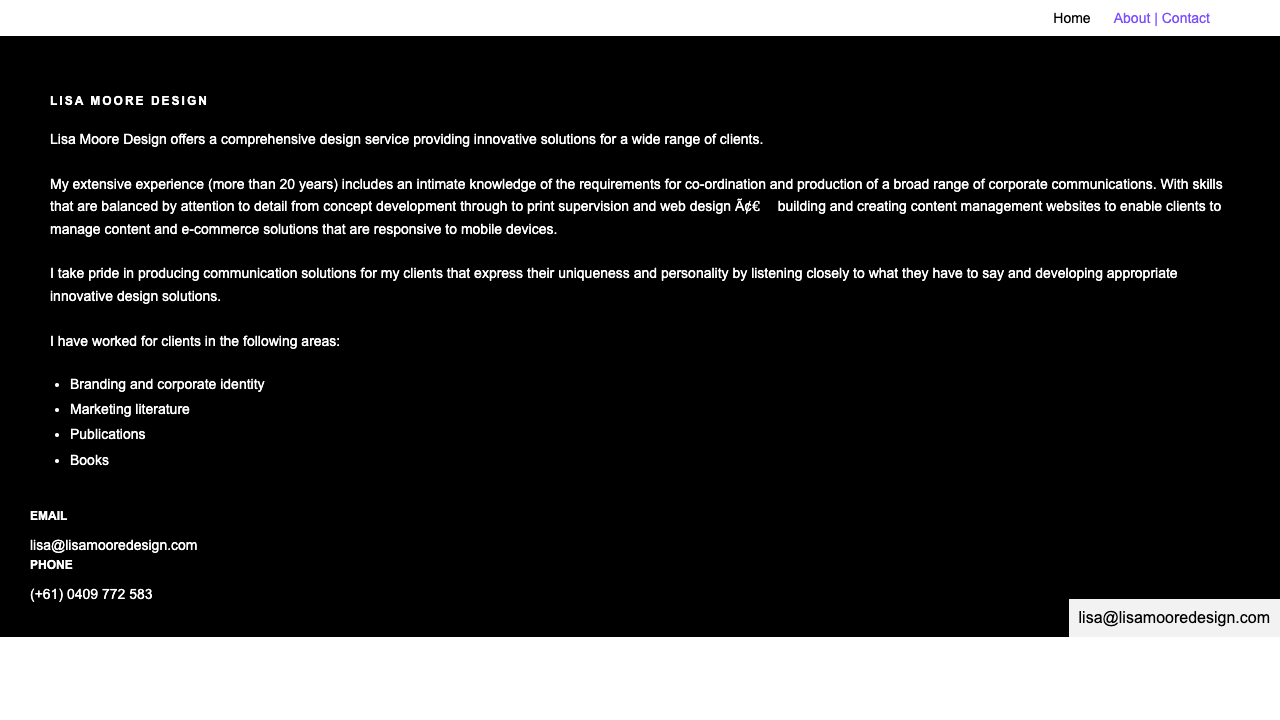 Home About | Contact
LISA MOORE DESIGN
Lisa Moore Design offers a comprehensive design service providing innovative solutions for a wide range of clients.
My extensive experience (more than 20 years) includes an intimate knowledge of the requirements for co-ordination and production of a broad range of corporate communications. With skills
that are balanced by attention to detail from concept development through to print supervision and web design Ã¢€ building and creating content management websites to enable clients to
manage content and e-commerce solutions that are responsive to mobile devices.
I take pride in producing communication solutions for my clients that express their uniqueness and personality by listening closely to what they have to say and developing appropriate
innovative design solutions.
I have worked for clients in the following areas:
• Branding and corporate identity
• Marketing literature
• Publications
• Books
EMAIL
lisa@lisamooredesign.com
PHONE
(+61) 0409 772 583
lisa@lisamooredesign.com